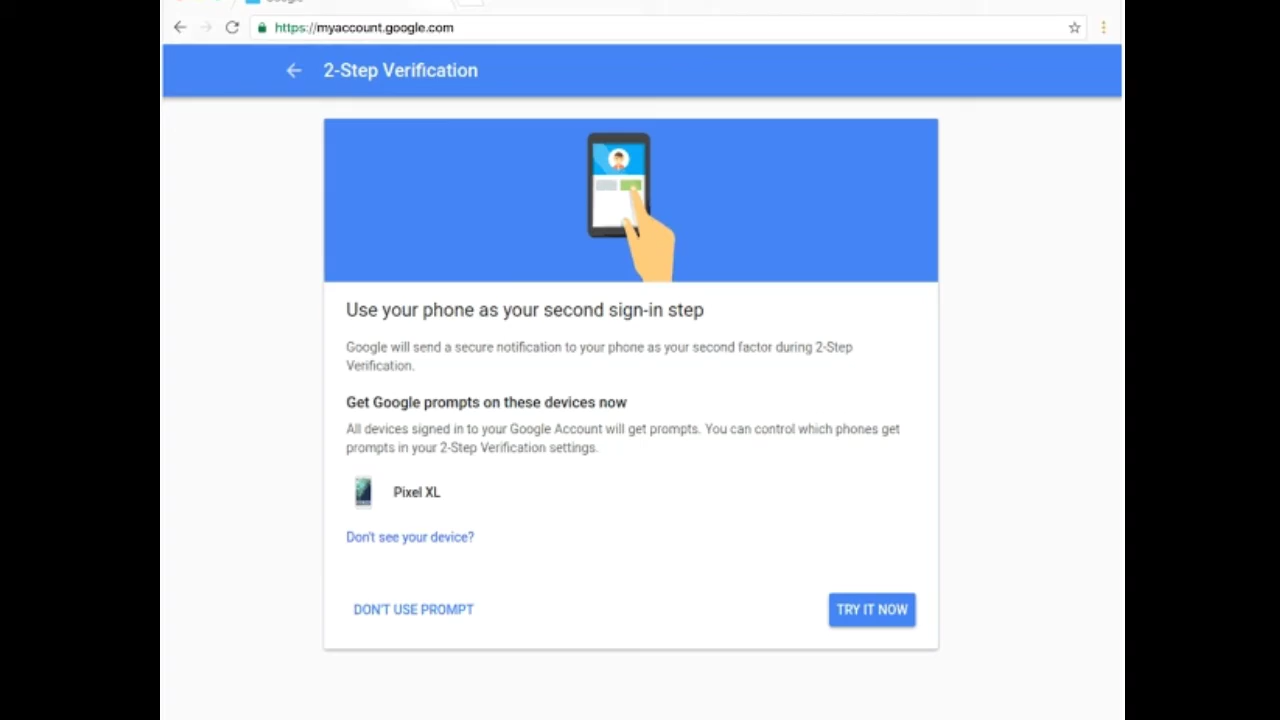 Google
https://myaccount.google.com
2-Step Verification
Use your phone as your second sign-in step
Google will send a secure notification to your phone as your second factor during 2-Step
Verification.
Get Google prompts on these devices now
All devices signed in to your Google Account will get prompts. You can control which phones get
prompts in your 2-Step Verification settings.
Pixel XL
Don't see your device?
DON'T USE PROMPT
TRY IT NOW